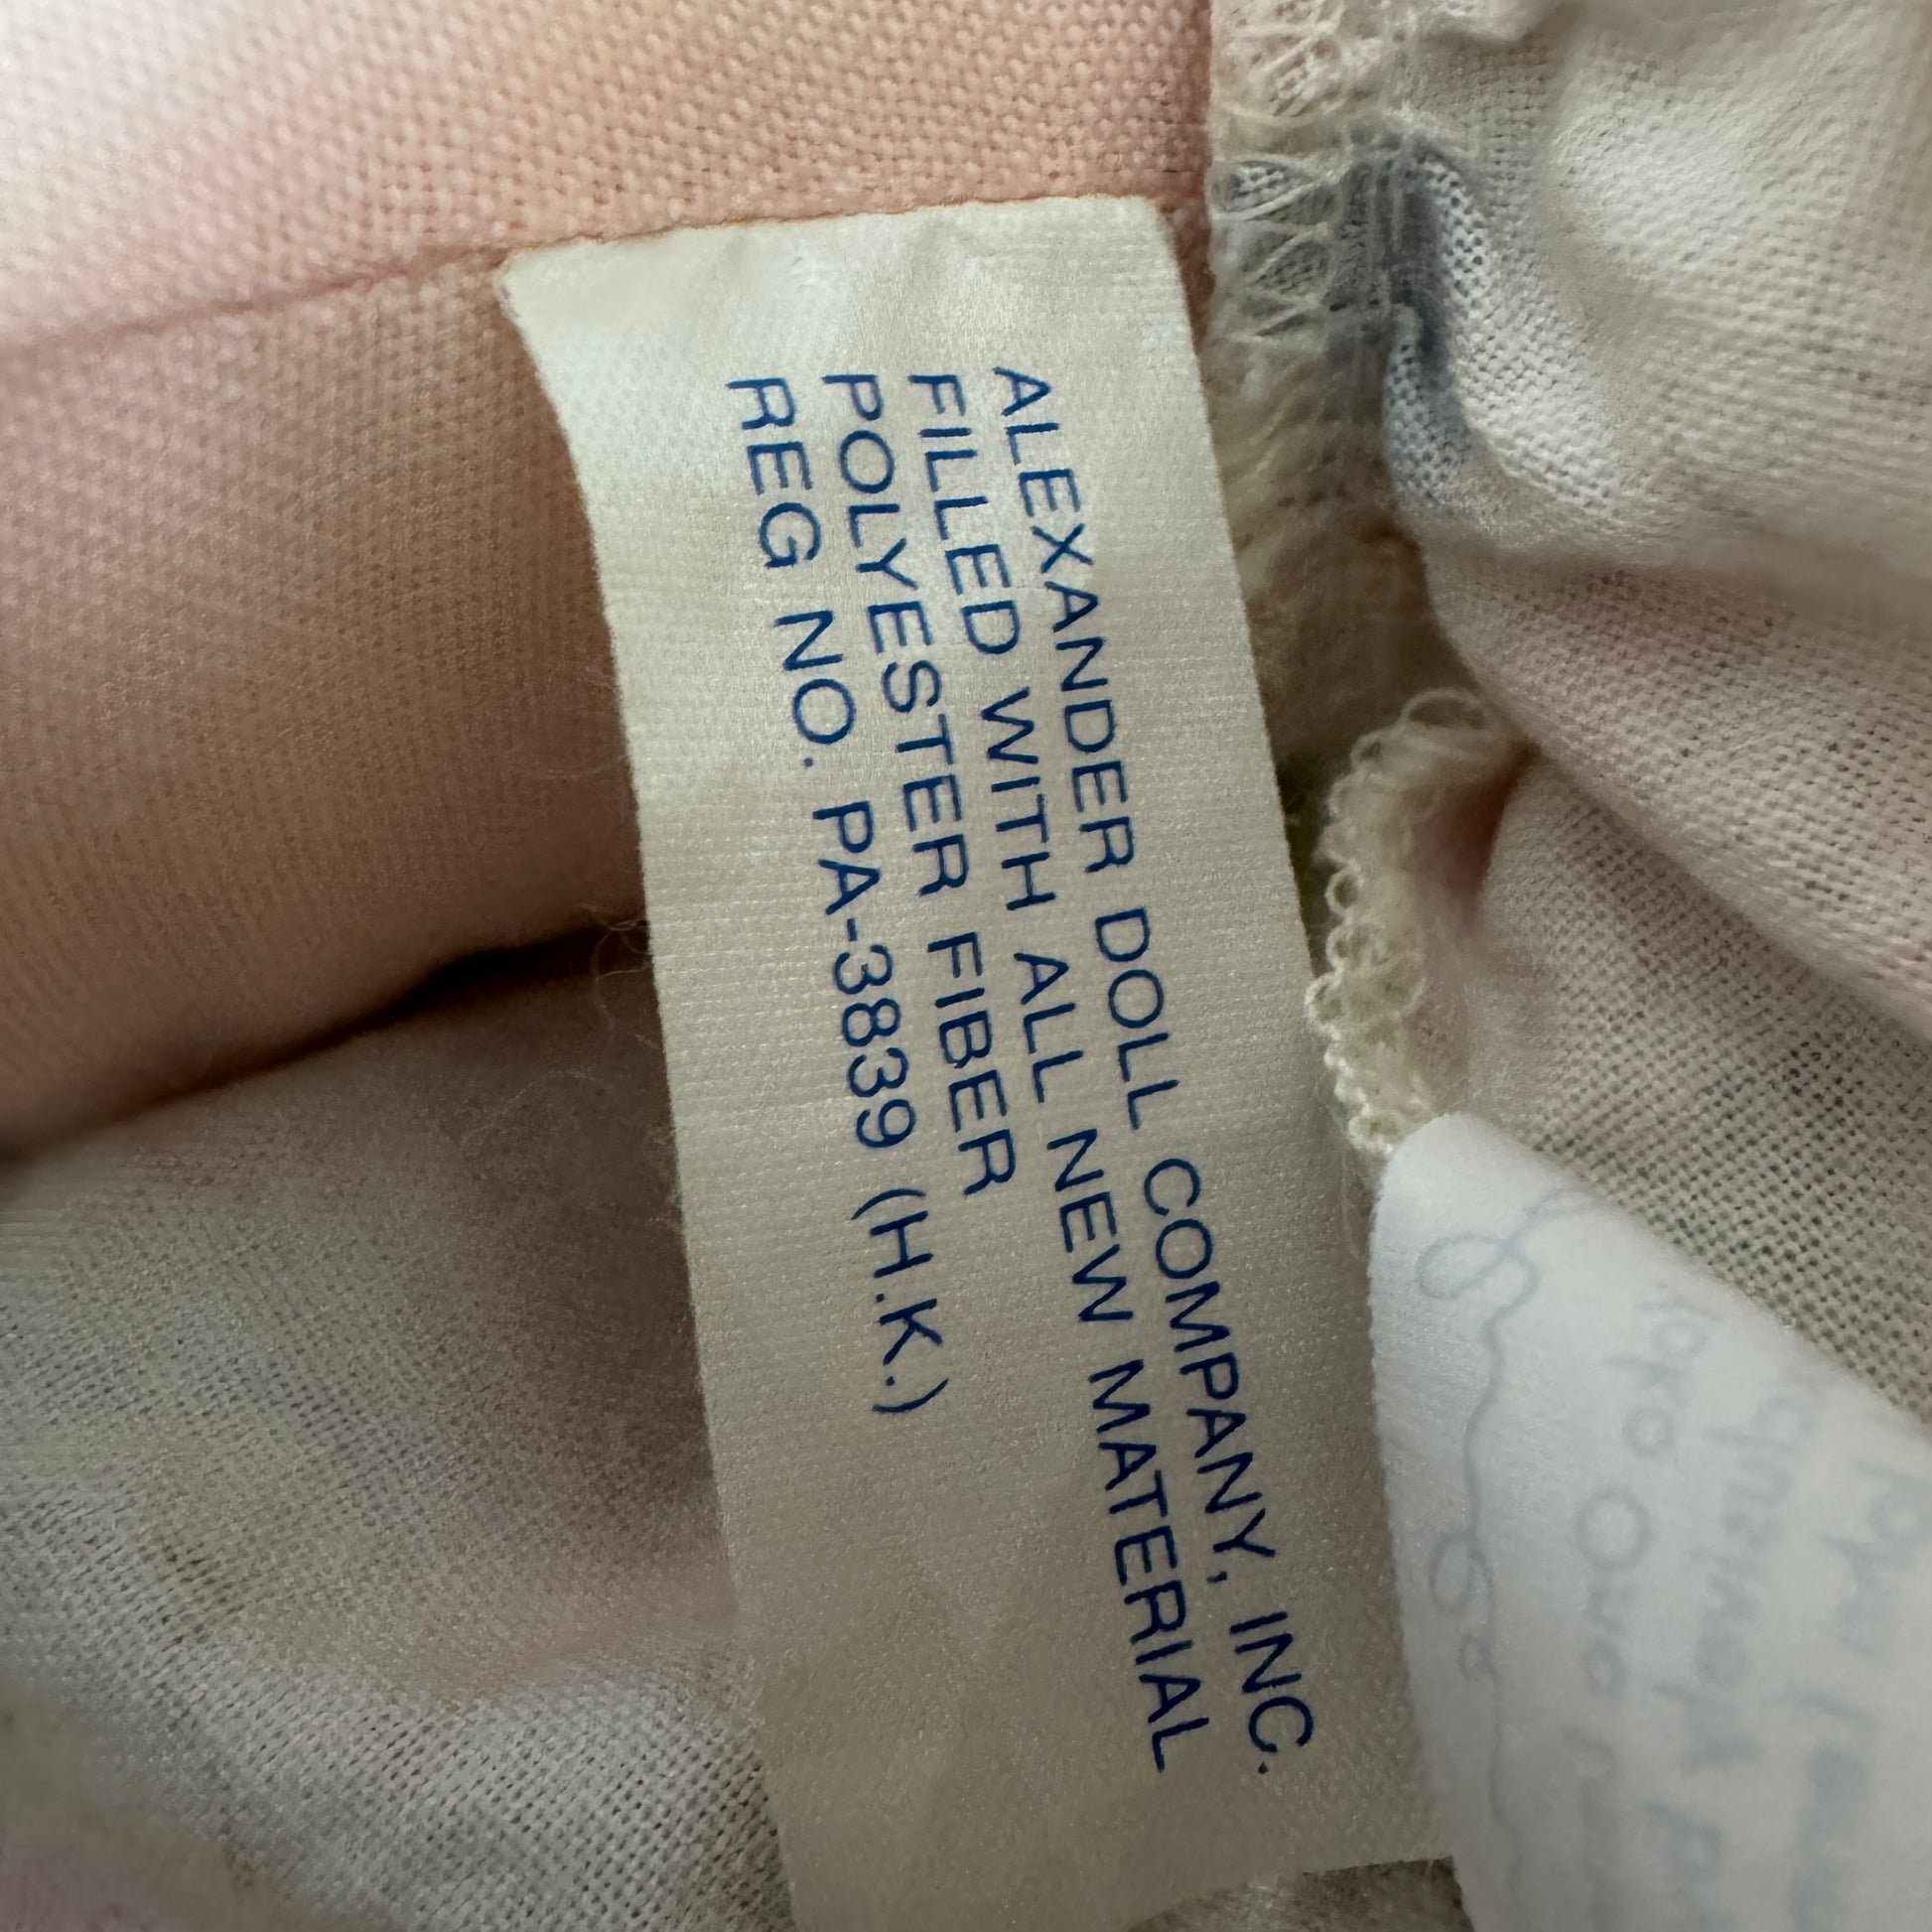 ALEXANDER DOLL COMPANY, INC.
FILLED WITH ALL NEW MATERIAL
POLYESTER FIBER
REG NO. PA-3839 (H.K.)